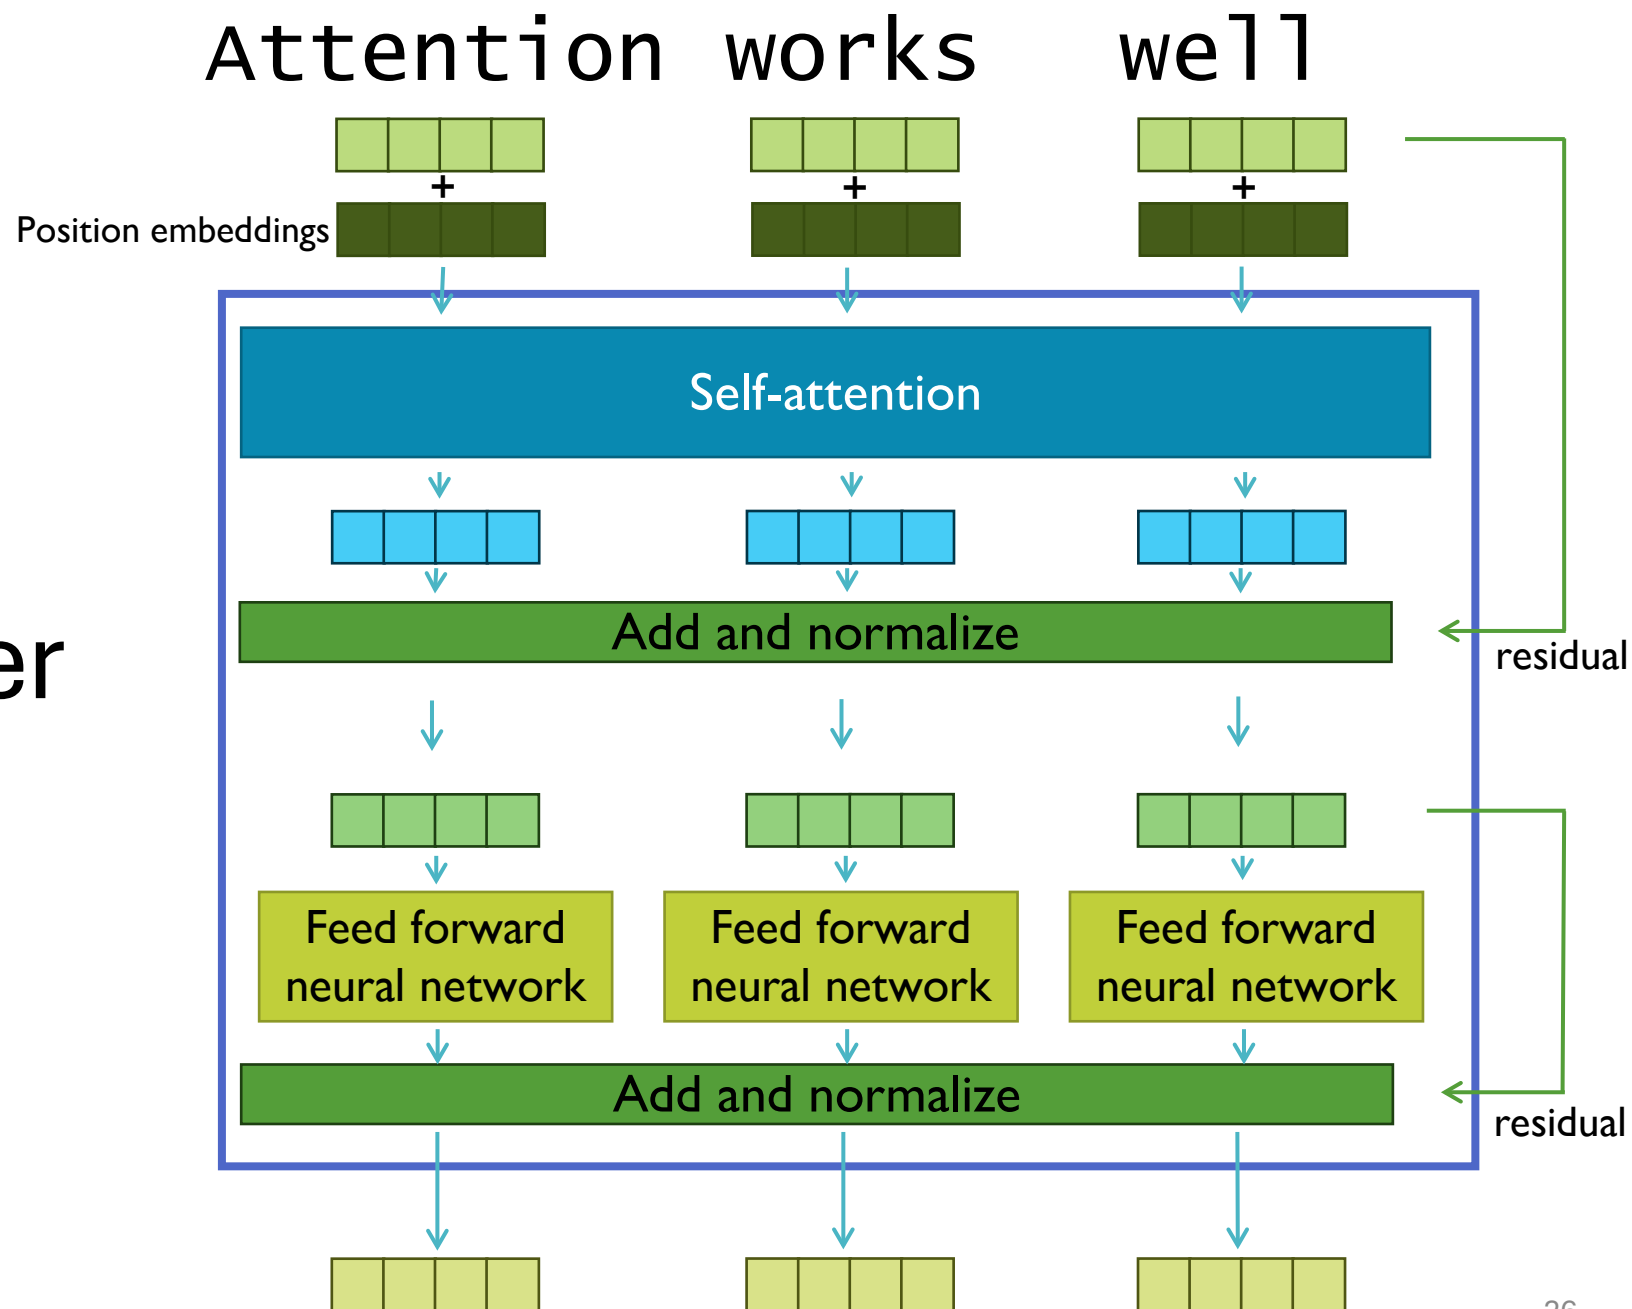 Attention works well
+ + +
Position embeddings
Self-attention
Add and normalize
residual
er
Feed forward neural network
Feed forward neural network
Feed forward neural network
Add and normalize
residual